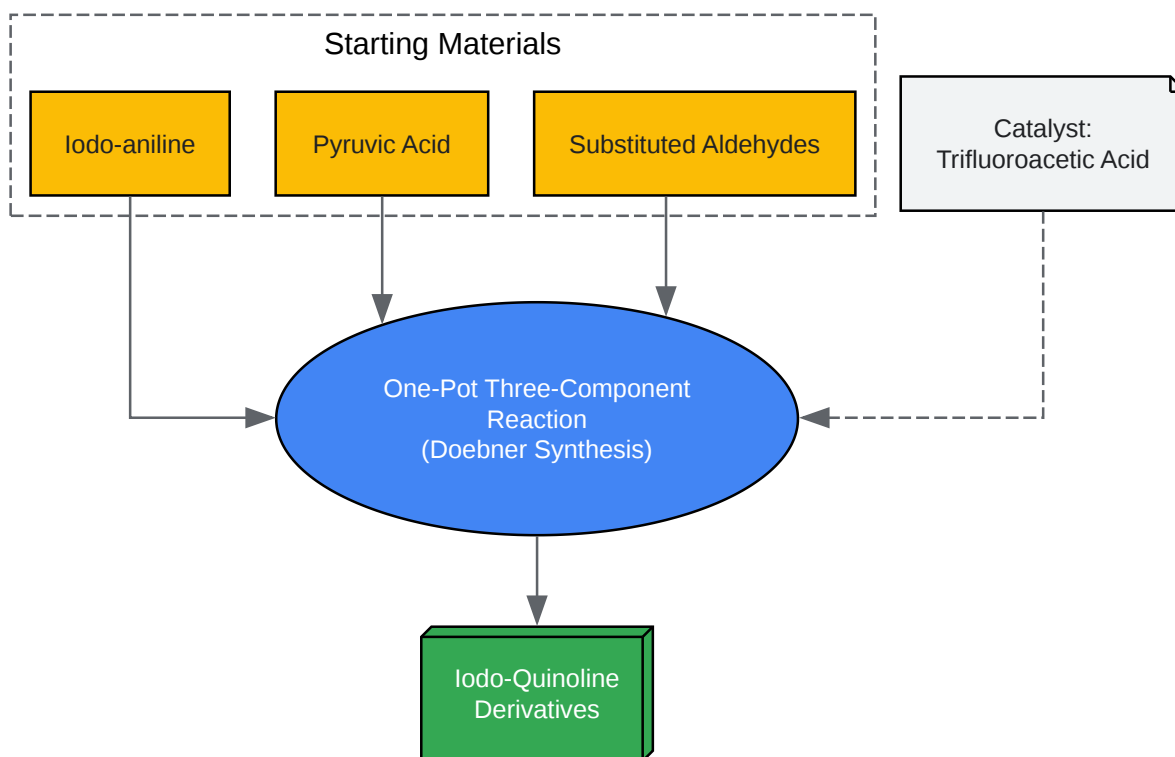 Starting Materials
Iodo-aniline
Pyruvic Acid
Substituted Aldehydes
Catalyst:
Trifluoroacetic Acid
One-Pot Three-Component
Reaction
(Doebner Synthesis)
Iodo-Quinoline
Derivatives